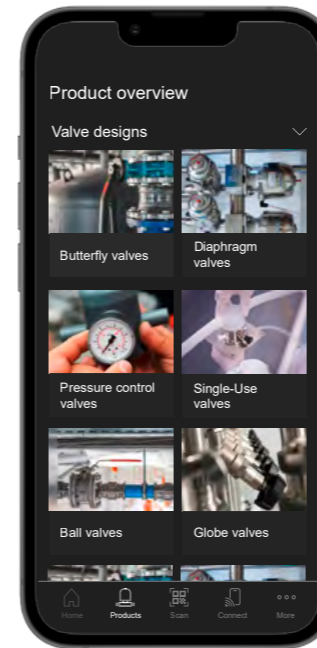 Product overview
Valve designs
Butterfly valves
Diaphragm
valves
Pressure control
valves
Single-Use
valves
Ball valves
Globe valves
Home
Products
Scan
Connect
More